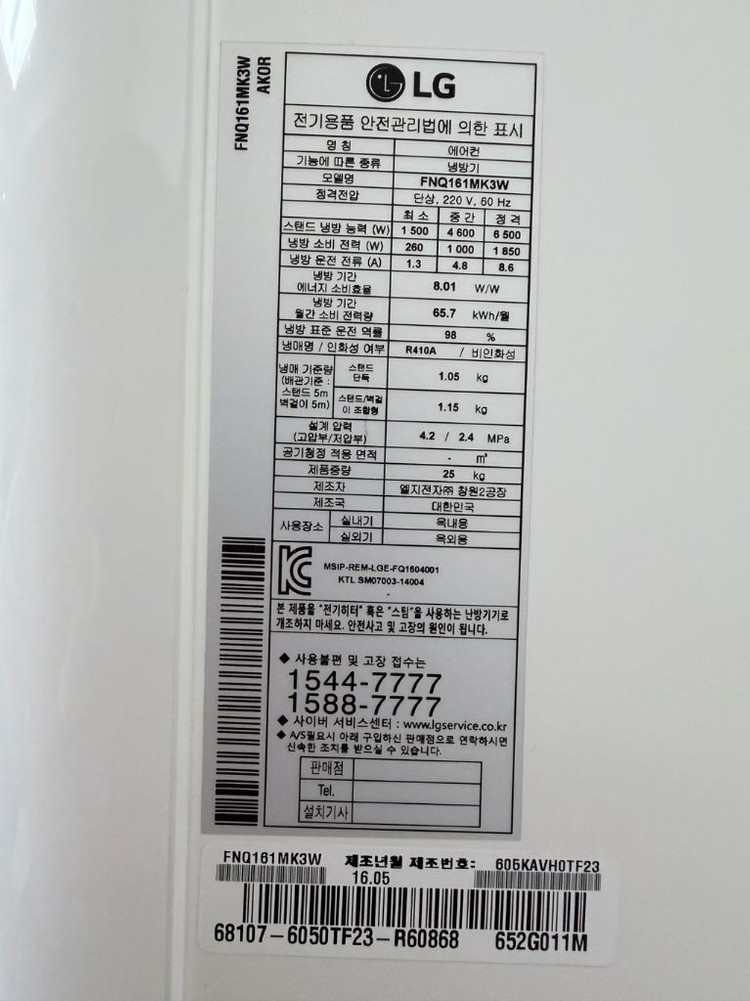 FNQ161MK3W
AKOR
LG
전기용품 안전관리법에 의한 표시
명 칭 에어컨
기능에 따른 종류 냉방기
모델명 FNQ161MK3W
정격전압 단상, 220 V, 60 Hz
최 소 중 간 정 격
스탠드 냉방 능력 (W) 1 500 4 600 6 500
냉방 소비 전력 (W) 260 1 000 1 850
냉방 운전 전류 (A) 1.3 4.8 8.6
냉방 기간
에너지 소비효율 8.01 W/W
냉방 기간
월간 소비 전력량 65.7 kWh/월
냉방 표준 운전 역률 98 %
냉매명 / 인화성 여부 R410A / 비인화성
냉매 기준량
(배관기준 :
스탠드 5m
벽걸이 5m)
스탠드
단독 1.05 kg
스탠드/벽걸
이 조합형 1.15 kg
설계 압력
(고압부/저압부) 4.2 / 2.4 MPa
공기청정 적용 면적 - ㎡
제품중량 25 kg
제조자 엘지전자㈜ 창원2공장
제조국 대한민국
사용장소 실내기 옥내용
실외기 옥외용
MSIP-REM-LGE-FQ1604001
KTL SM07003-14004
-
본 제품을 "전기히터" 혹은 "스팀"을 사용하는 난방기기로
개조하지 마세요. 안전사고 및 고장의 원인이 됩니다.
◆ 사용불편 및 고장 접수는
1544-7777
1588-7777
◆ 사이버 서비스센터 : www.lgservice.co.kr
◆ A/S필요시 아래 구입하신 판매점으로 연락하시면
신속한 조치를 받으실 수 있습니다.
판매점
Tel.
설치기사
FNQ161MK3W 제조년월 제조번호: 605KAVH0TF23
16.05
68107-6050TF23-R60868 652G011M